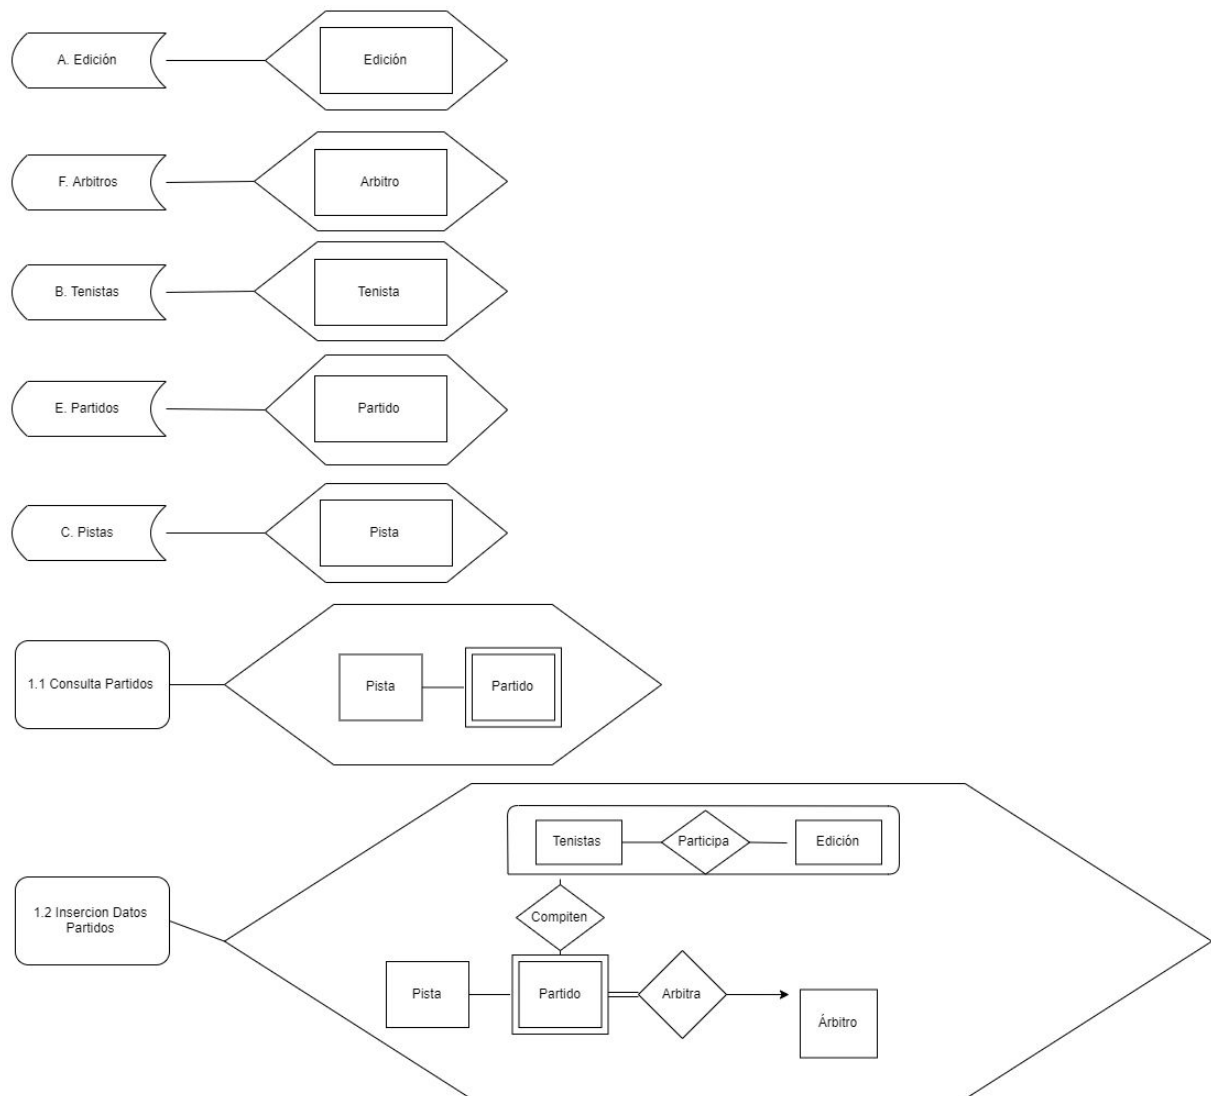 A. Edición
Edición
F. Arbitros
Arbitro
B. Tenistas
Tenista
E. Partidos
Partido
C. Pistas
Pista
1.1 Consulta Partidos
Pista
Partido
1.2 Insercion Datos
Partidos
Tenistas
Participa
Edición
Compiten
Pista
Partido
Arbitra
Árbitro